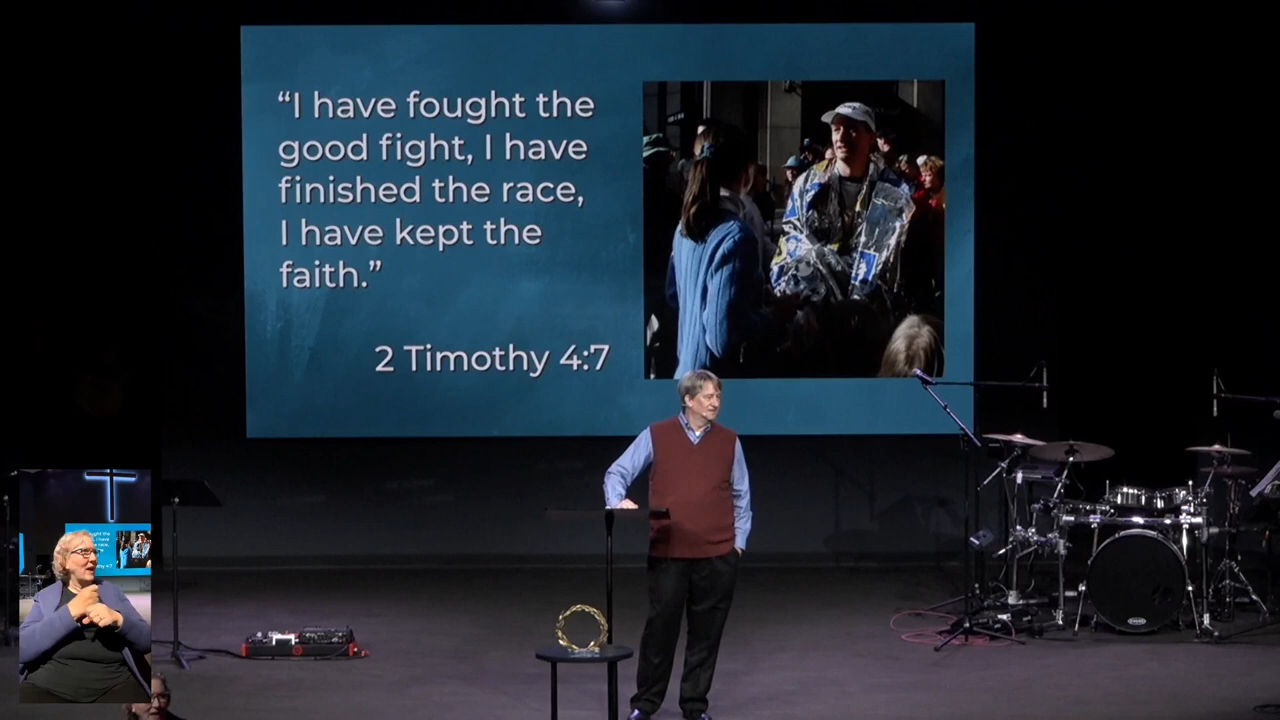 “I have fought the
good fight, I have
finished the race,
I have kept the
faith.”
2 Timothy 4:7